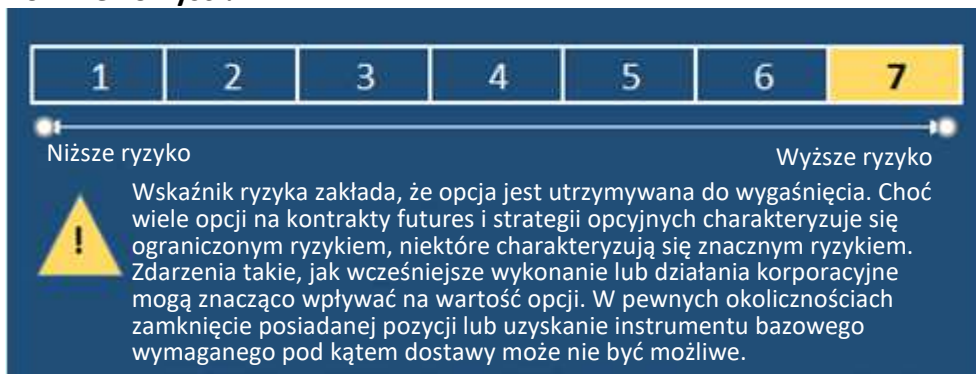 1 2 3 4 5 6 7
Niższe ryzyko Wyższe ryzyko
Wskaźnik ryzyka zakłada, że opcja jest utrzymywana do wygaśnięcia. Choć
! wiele opcji na kontrakty futures i strategii opcyjnych charakteryzuje się
ograniczonym ryzykiem, niektóre charakteryzują się znacznym ryzykiem.
Zdarzenia takie, jak wcześniejsze wykonanie lub działania korporacyjne
mogą znacząco wpływać na wartość opcji. W pewnych okolicznościach
zamknięcie posiadanej pozycji lub uzyskanie instrumentu bazowego
wymaganego pod kątem dostawy może nie być możliwe.